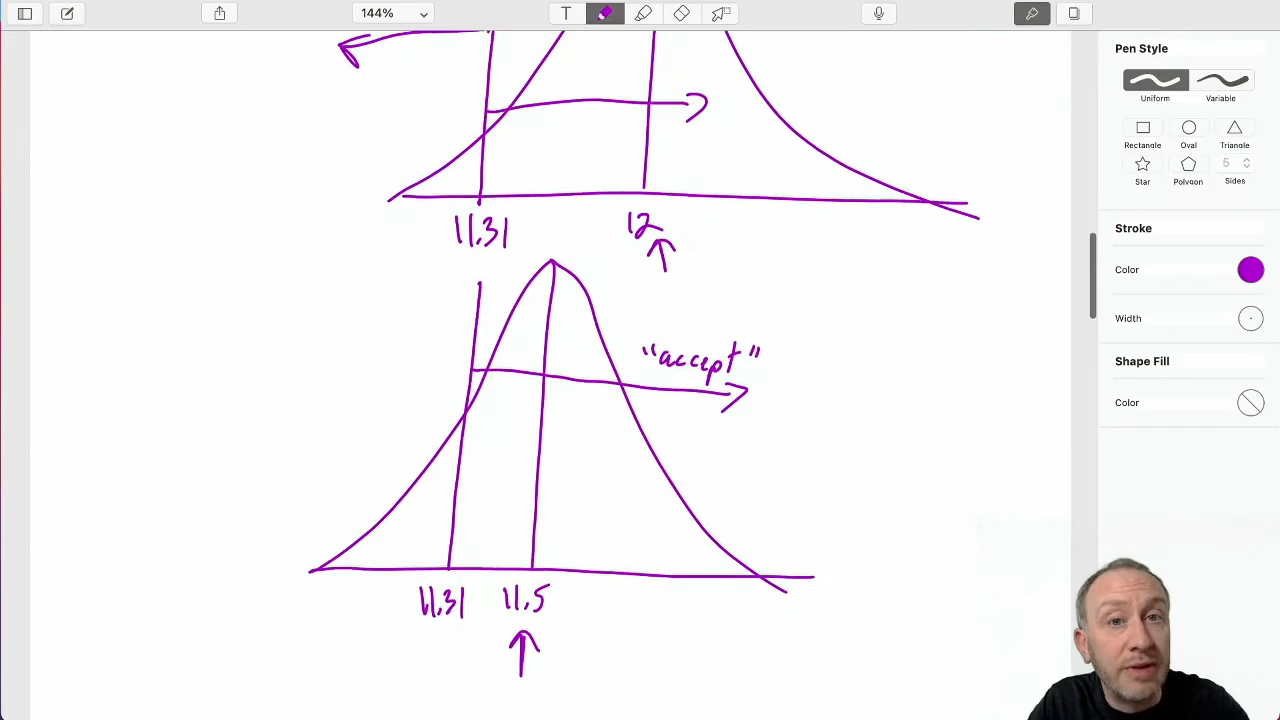 144%
T
Pen Style
Uniform
Variable
Rectangle
Oval
Triangle
Star
Polygon
5
Sides
Stroke
Color
Width
Shape Fill
Color
11.31
12
"accept"
11.31
11.5